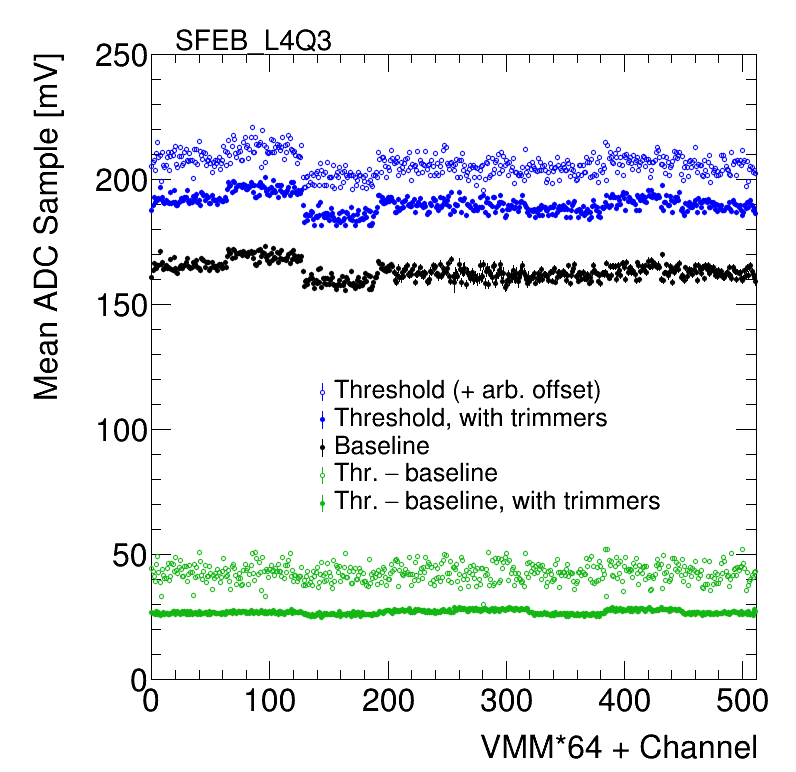 SFEB_L4Q3
Mean ADC Sample [mV]
250
200
150
100
50
0
Threshold (+ arb. offset)
Threshold, with trimmers
Baseline
Thr. – baseline
Thr. – baseline, with trimmers
0 100 200 300 400 500
VMM*64 + Channel